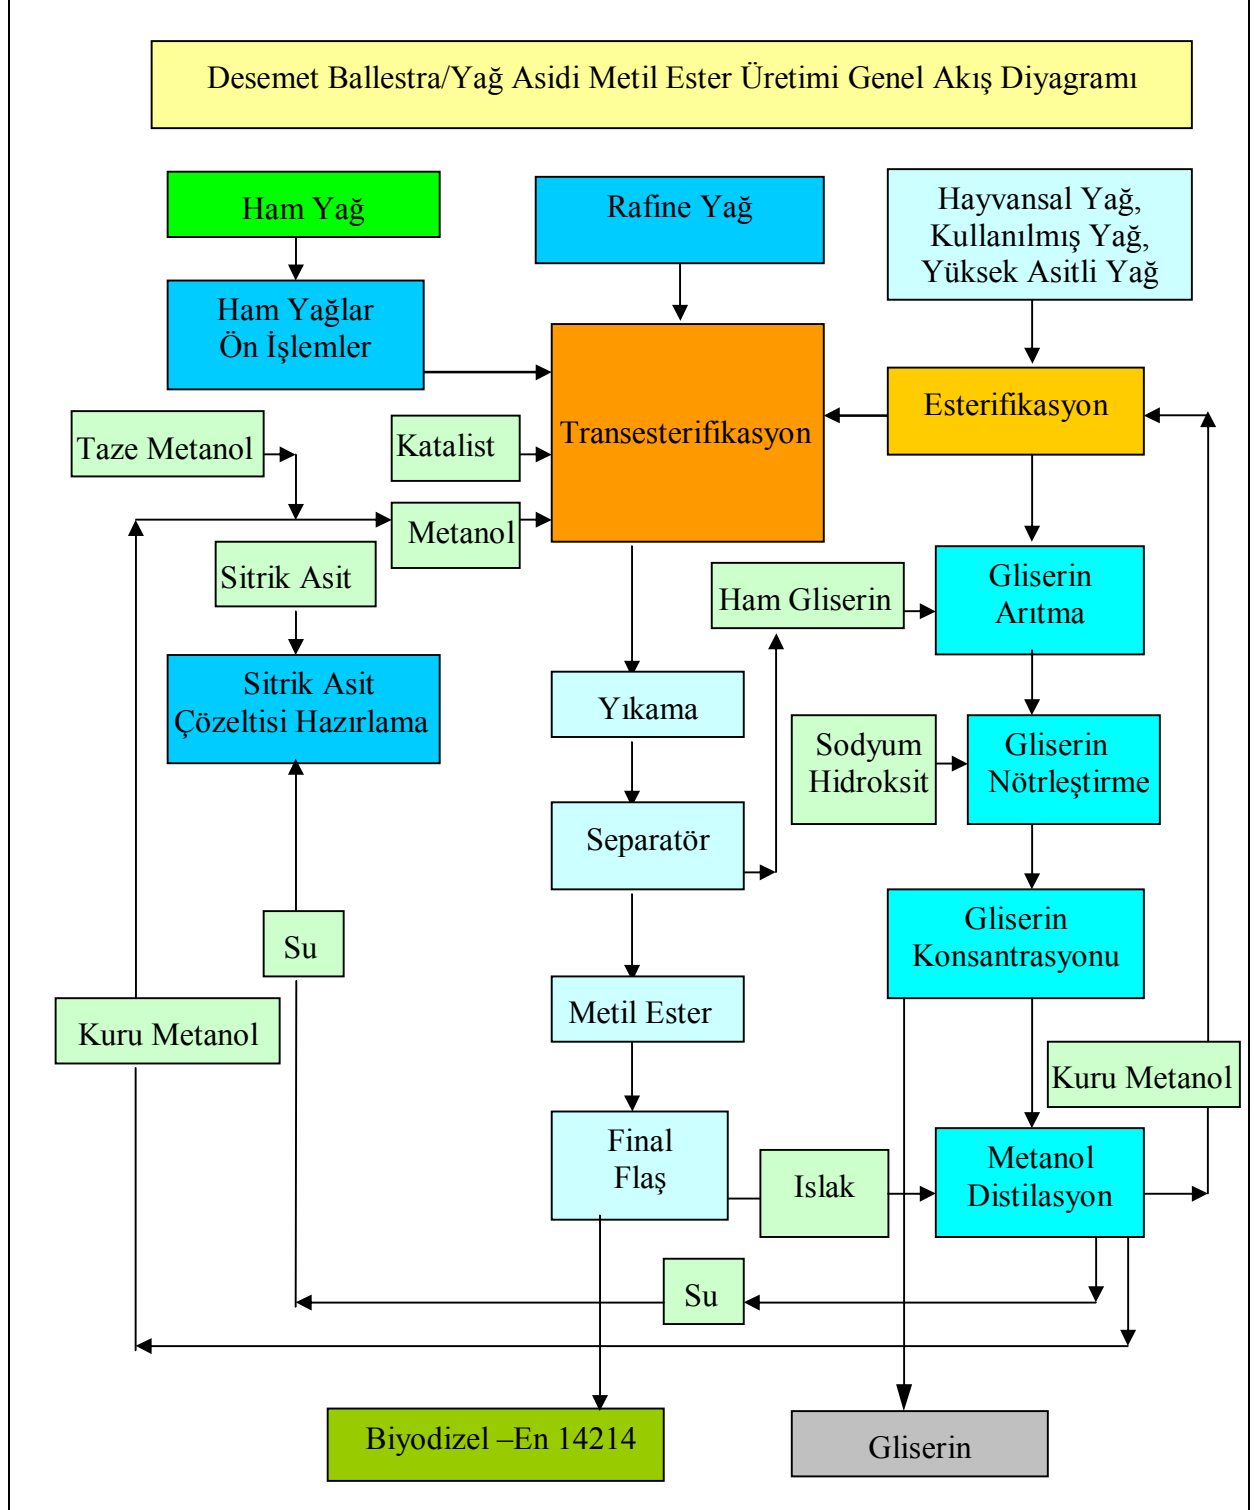 Desemet Ballestra/Yağ Asidi Metil Ester Üretimi Genel Akış Diyagramı
Ham Yağ
Rafine Yağ
Hayvansal Yağ,
Kullanılmış Yağ,
Yüksek Asitli Yağ
Ham Yağlar
Ön İşlemler
Transesterifikasyon
Esterifikasyon
Taze Metanol
Katalist
Metanol
Sitrik Asit
Ham Gliserin
Gliserin
Arıtma
Sitrik Asit
Çözeltisi Hazırlama
Yıkama
Sodyum
Hidroksit
Gliserin
Nötrleştirme
Separatör
Su
Gliserin
Konsantrasyonu
Kuru Metanol
Metil Ester
Kuru Metanol
Final
Flaş
Islak
Metanol
Distilasyon
Su
Biyodizel –En 14214
Gliserin